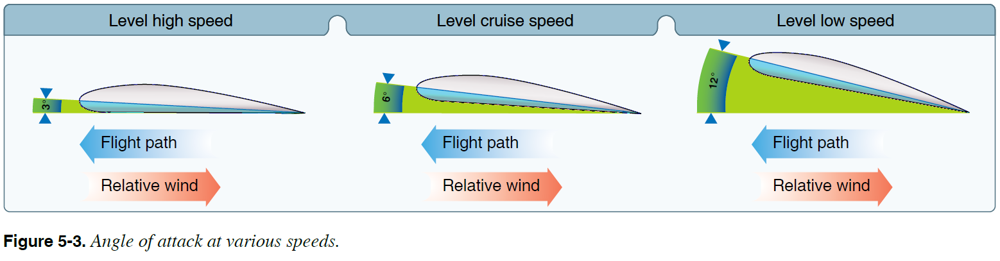 Level high speed
Level cruise speed
Level low speed
3°
6°
12°
Flight path
Flight path
Flight path
Relative wind
Relative wind
Relative wind
Figure 5-3. Angle of attack at various speeds.